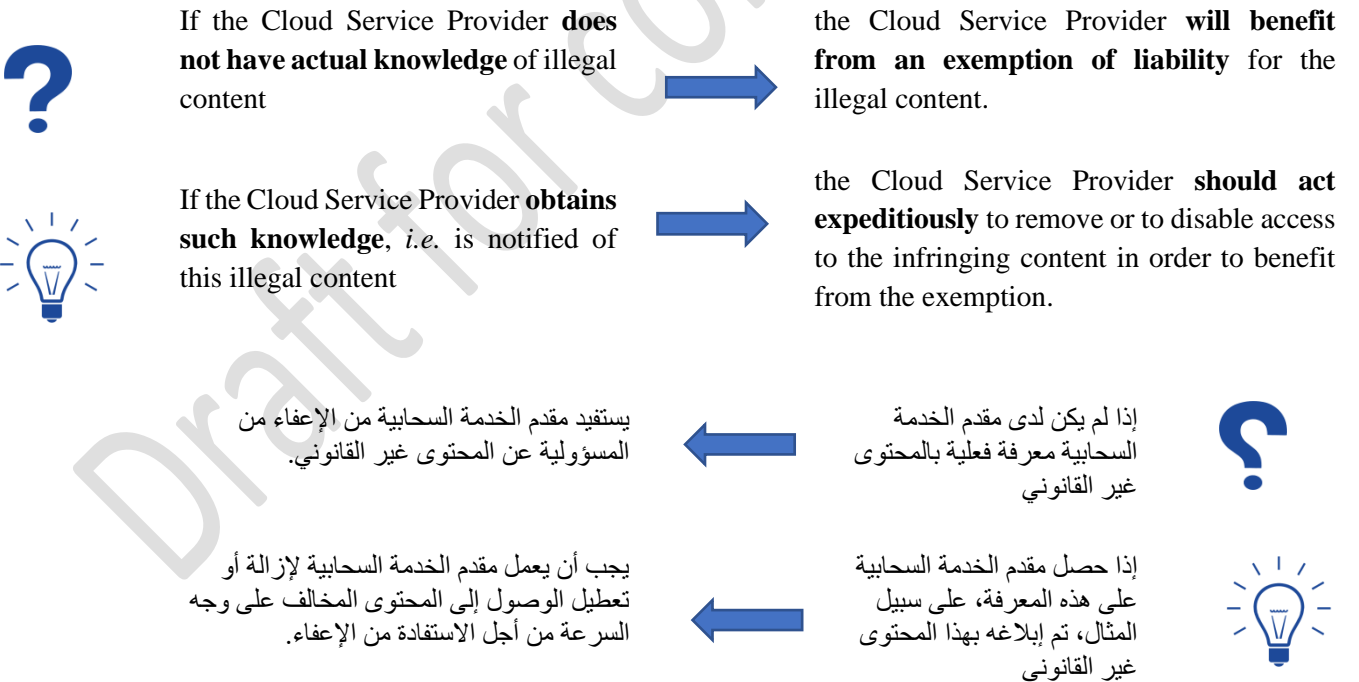 If the Cloud Service Provider does
not have actual knowledge of illegal
content
the Cloud Service Provider will benefit
from an exemption of liability for the
illegal content.
If the Cloud Service Provider obtains
such knowledge, i.e. is notified of
this illegal content
the Cloud Service Provider should act
expeditiously to remove or to disable access
to the infringing content in order to benefit
from the exemption.
إذا لم يكن لدى مقدم الخدمة
السحابية معرفة فعلية بالمحتوى
غير القانوني
يستفيد مقدم الخدمة السحابية من الإعفاء من
المسؤولية عن المحتوى غير القانوني.
إذا حصل مقدم الخدمة السحابية
على هذه المعرفة، على سبيل
المثال، تم إبلاغه بهذا المحتوى
غير القانوني
يجب أن يعمل مقدم الخدمة السحابية لإزالة أو
تعطيل الوصول إلى المحتوى المخالف على وجه
السرعة من أجل الاستفادة من الإعفاء.
Draft for co